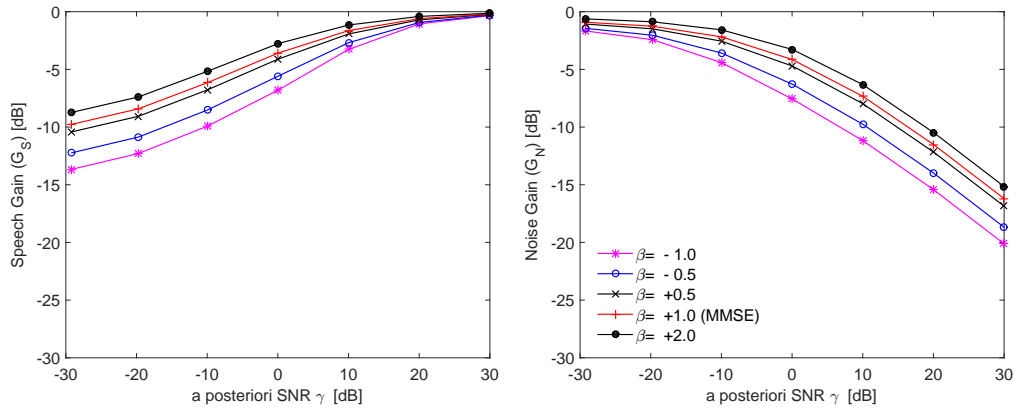 0
-5
-10
-15
-20
-25
-30
Speech Gain (G_S) [dB]
-30 -20 -10 0 10 20 30
a posteriori SNR γ [dB]
0
-5
-10
-15
-20
-25
-30
Noise Gain (G_N) [dB]
β= - 1.0
β= - 0.5
β= +0.5
β= +1.0 (MMSE)
β= +2.0
-30 -20 -10 0 10 20 30
a posteriori SNR γ [dB]